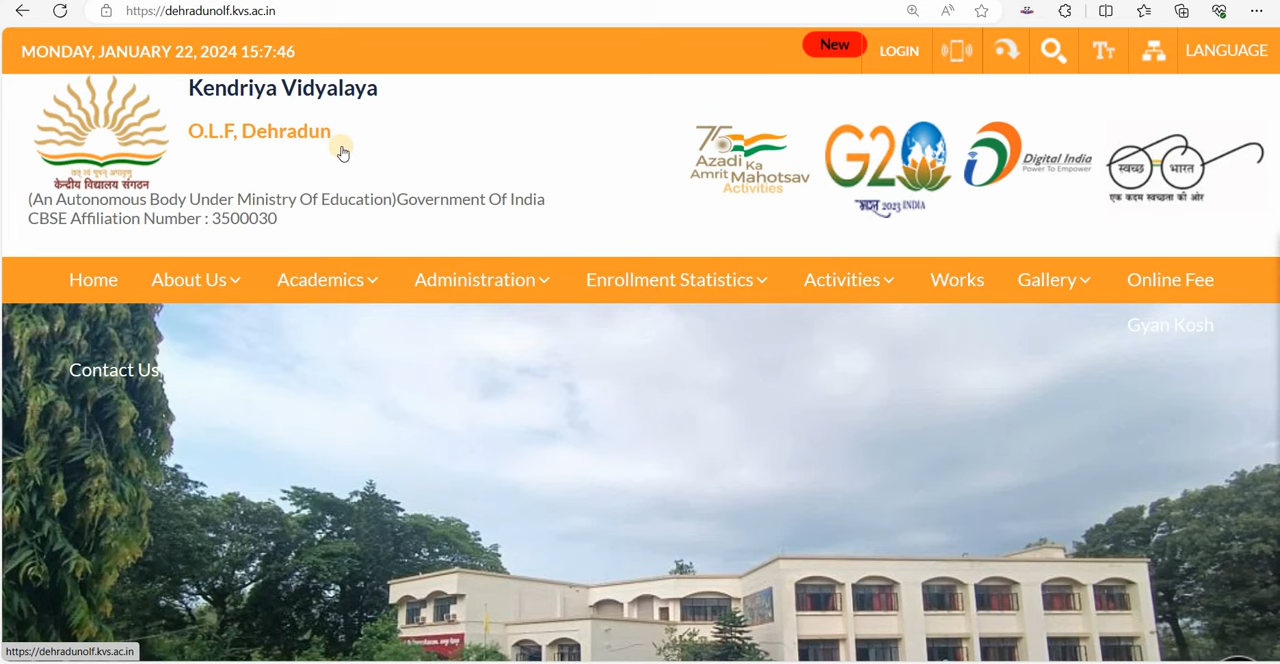 https://dehradunolf.kvs.ac.in
MONDAY, JANUARY 22, 2024 15:7:46
New
LOGIN
LANGUAGE
Kendriya Vidyalaya
O.L.F, Dehradun
केन्द्रीय विद्यालय संगठन
(An Autonomous Body Under Ministry Of Education)Government Of India
CBSE Affiliation Number : 3500030
75
Azadi Ka
Amrit Mahotsav
Activities
G20
भारत 2023 INDIA
Digital India
Power To Empower
स्वच्छ भारत
एक कदम स्वच्छता की ओर
Home
About Us
Academics
Administration
Enrollment Statistics
Activities
Works
Gallery
Online Fee
Gyan Kosh
Contact Us
https://dehradunolf.kvs.ac.in